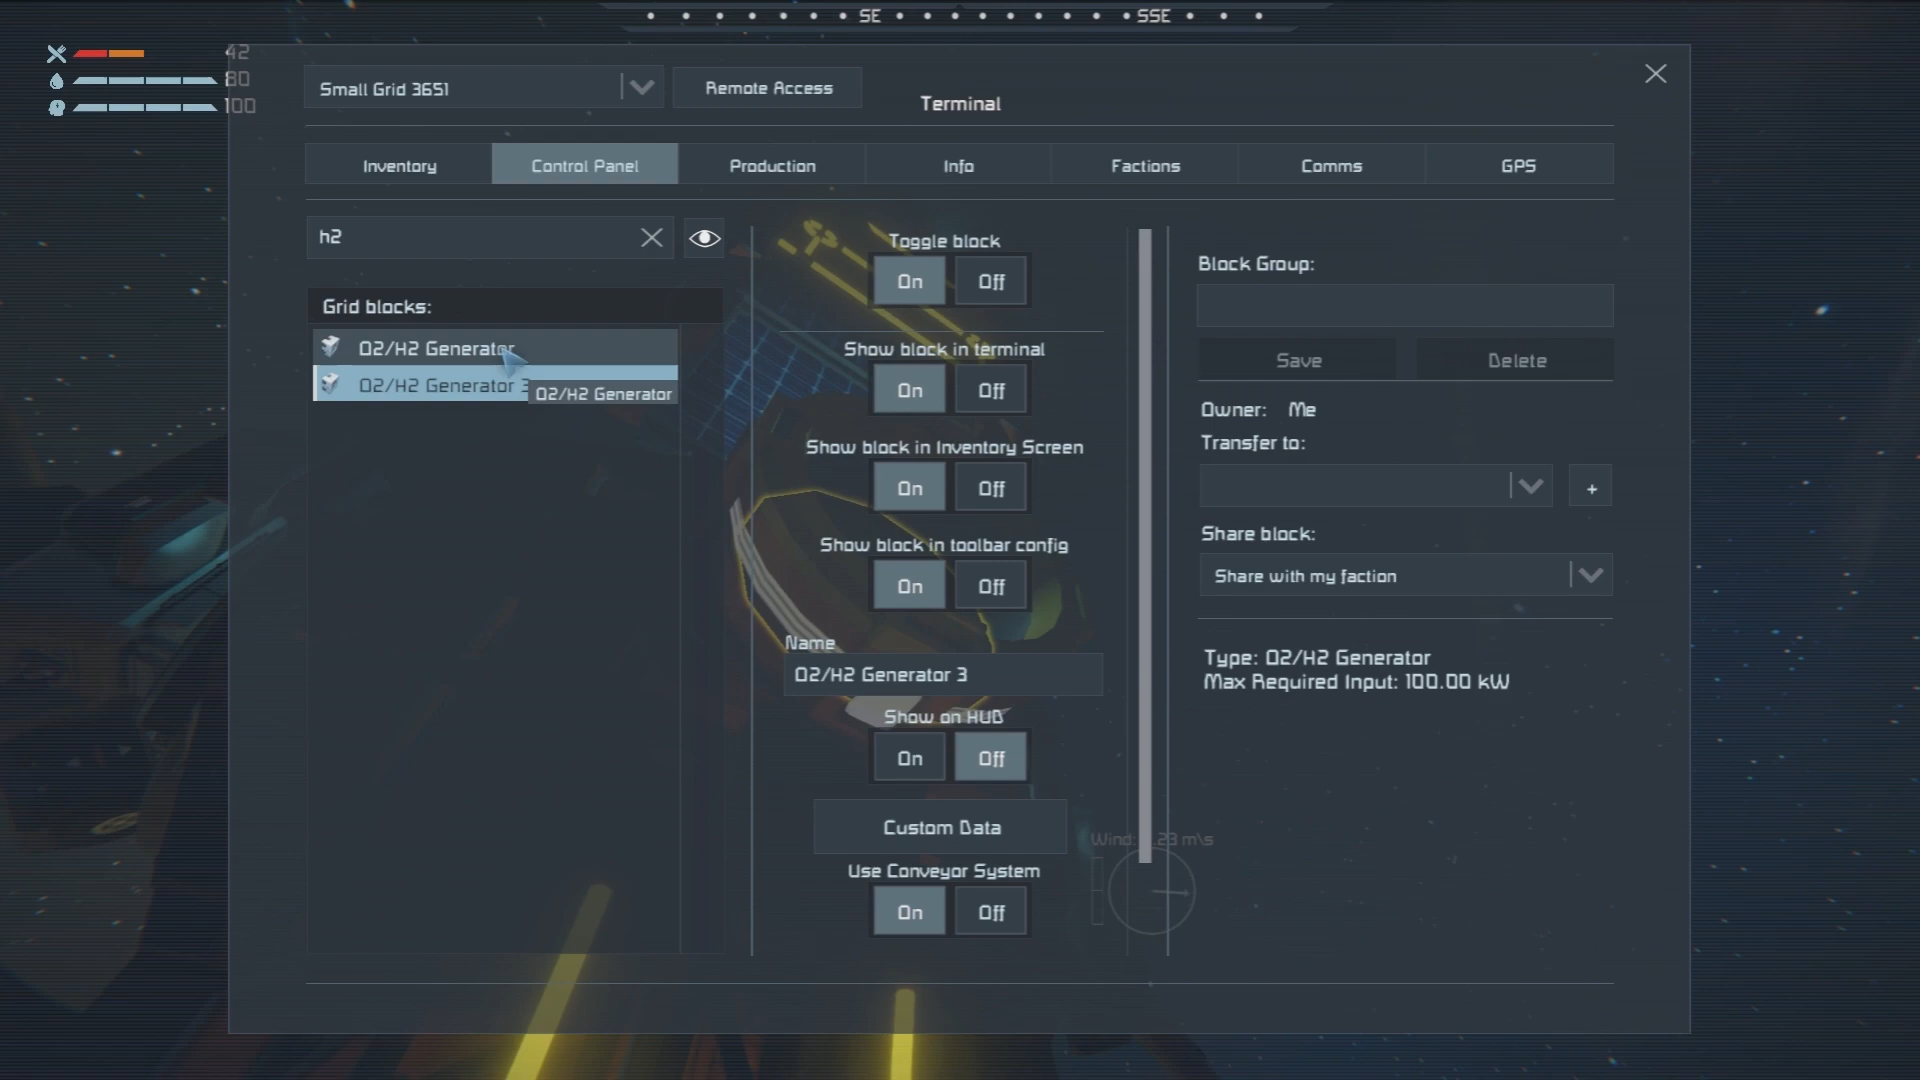 SE
SSE
42
80
100
Small Grid 3651
Remote Access
Terminal
Inventory
Control Panel
Production
Info
Factions
Comms
GPS
h2
Grid blocks:
O2/H2 Generator
O2/H2 Generator 3
O2/H2 Generator
Toggle block
On
Off
Show block in terminal
On
Off
Show block in Inventory Screen
On
Off
Show block in toolbar config
On
Off
Name
O2/H2 Generator 3
Show on HUD
On
Off
Custom Data
Use Conveyor System
On
Off
Wind: .23 m/s
Block Group:
Save
Delete
Owner: Me
Transfer to:
+
Share block:
Share with my faction
Type: O2/H2 Generator
Max Required Input: 100.00 kW